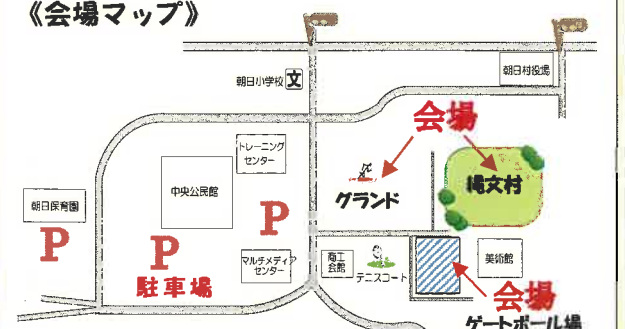 《会場マップ》
朝日小学校 文
朝日村役場
会場
トレーニング
センター
縄文村
グランド
中央公民館
朝日保育園
P
P
P
マルチメディア
センター
商工
会館
テニスコート
美術館
駐車場
会場
ゲートボール場